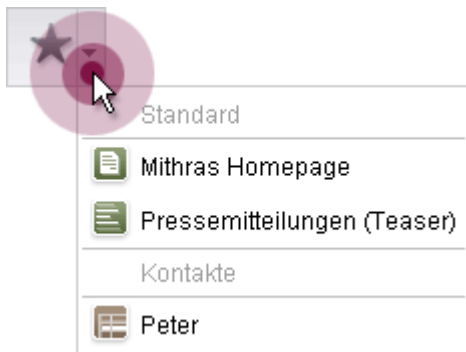 Standard
Mithras Homepage
Pressemitteilungen (Teaser)
Kontakte
Peter